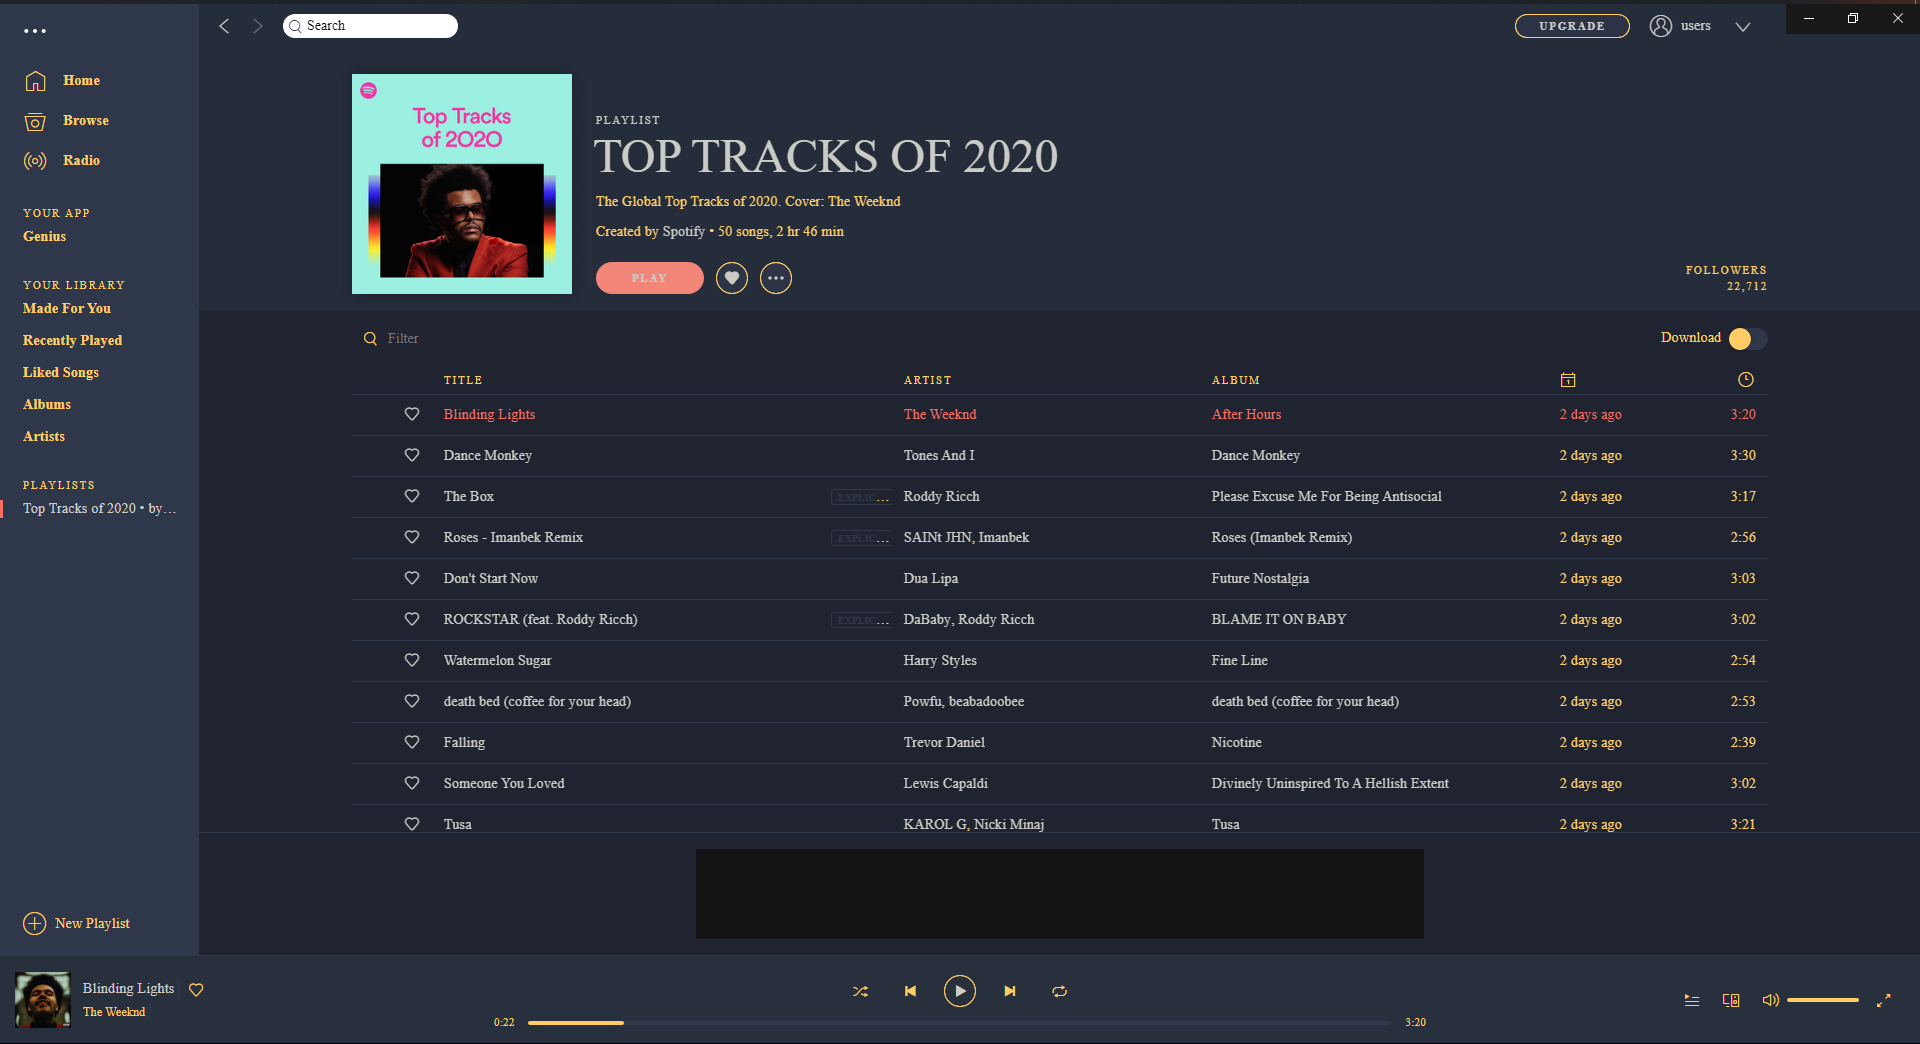 Search
UPGRADE
users
Home
Browse
Radio
YOUR APP
Genius
YOUR LIBRARY
Made For You
Recently Played
Liked Songs
Albums
Artists
PLAYLISTS
Top Tracks of 2020 • by…
New Playlist
Top Tracks
of 2020
PLAYLIST
TOP TRACKS OF 2020
The Global Top Tracks of 2020. Cover: The Weeknd
Created by Spotify • 50 songs, 2 hr 46 min
PLAY
FOLLOWERS
22,712
Filter
Download
TITLE ARTIST ALBUM
Blinding Lights The Weeknd After Hours 2 days ago 3:20
Dance Monkey Tones And I Dance Monkey 2 days ago 3:30
The Box EXPLIC… Roddy Ricch Please Excuse Me For Being Antisocial 2 days ago 3:17
Roses - Imanbek Remix EXPLIC… SAINt JHN, Imanbek Roses (Imanbek Remix) 2 days ago 2:56
Don't Start Now Dua Lipa Future Nostalgia 2 days ago 3:03
ROCKSTAR (feat. Roddy Ricch) EXPLIC… DaBaby, Roddy Ricch BLAME IT ON BABY 2 days ago 3:02
Watermelon Sugar Harry Styles Fine Line 2 days ago 2:54
death bed (coffee for your head) Powfu, beabadoobee death bed (coffee for your head) 2 days ago 2:53
Falling Trevor Daniel Nicotine 2 days ago 2:39
Someone You Loved Lewis Capaldi Divinely Uninspired To A Hellish Extent 2 days ago 3:02
Tusa KAROL G, Nicki Minaj Tusa 2 days ago 3:21
Blinding Lights
The Weeknd
0:22 3:20